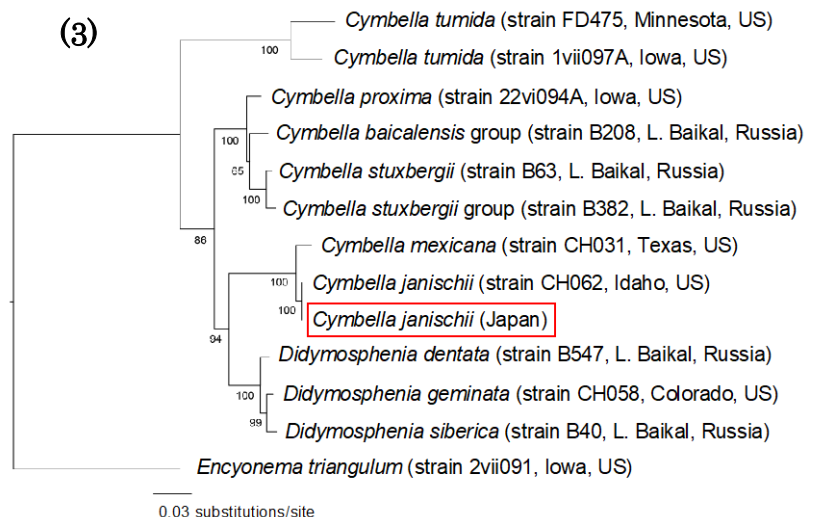 (3)
Cymbella tumida (strain FD475, Minnesota, US)
100
Cymbella tumida (strain 1vii097A, Iowa, US)
Cymbella proxima (strain 22vi094A, Iowa, US)
Cymbella baicalensis group (strain B208, L. Baikal, Russia)
100
65
Cymbella stuxbergii (strain B63, L. Baikal, Russia)
100
Cymbella stuxbergii group (strain B382, L. Baikal, Russia)
86
Cymbella mexicana (strain CH031, Texas, US)
100
Cymbella janischii (strain CH062, Idaho, US)
100
Cymbella janischii (Japan)
94
Didymosphenia dentata (strain B547, L. Baikal, Russia)
100
Didymosphenia geminata (strain CH058, Colorado, US)
99
Didymosphenia siberica (strain B40, L. Baikal, Russia)
Encyonema triangulum (strain 2vii091, Iowa, US)
0.03 substitutions/site